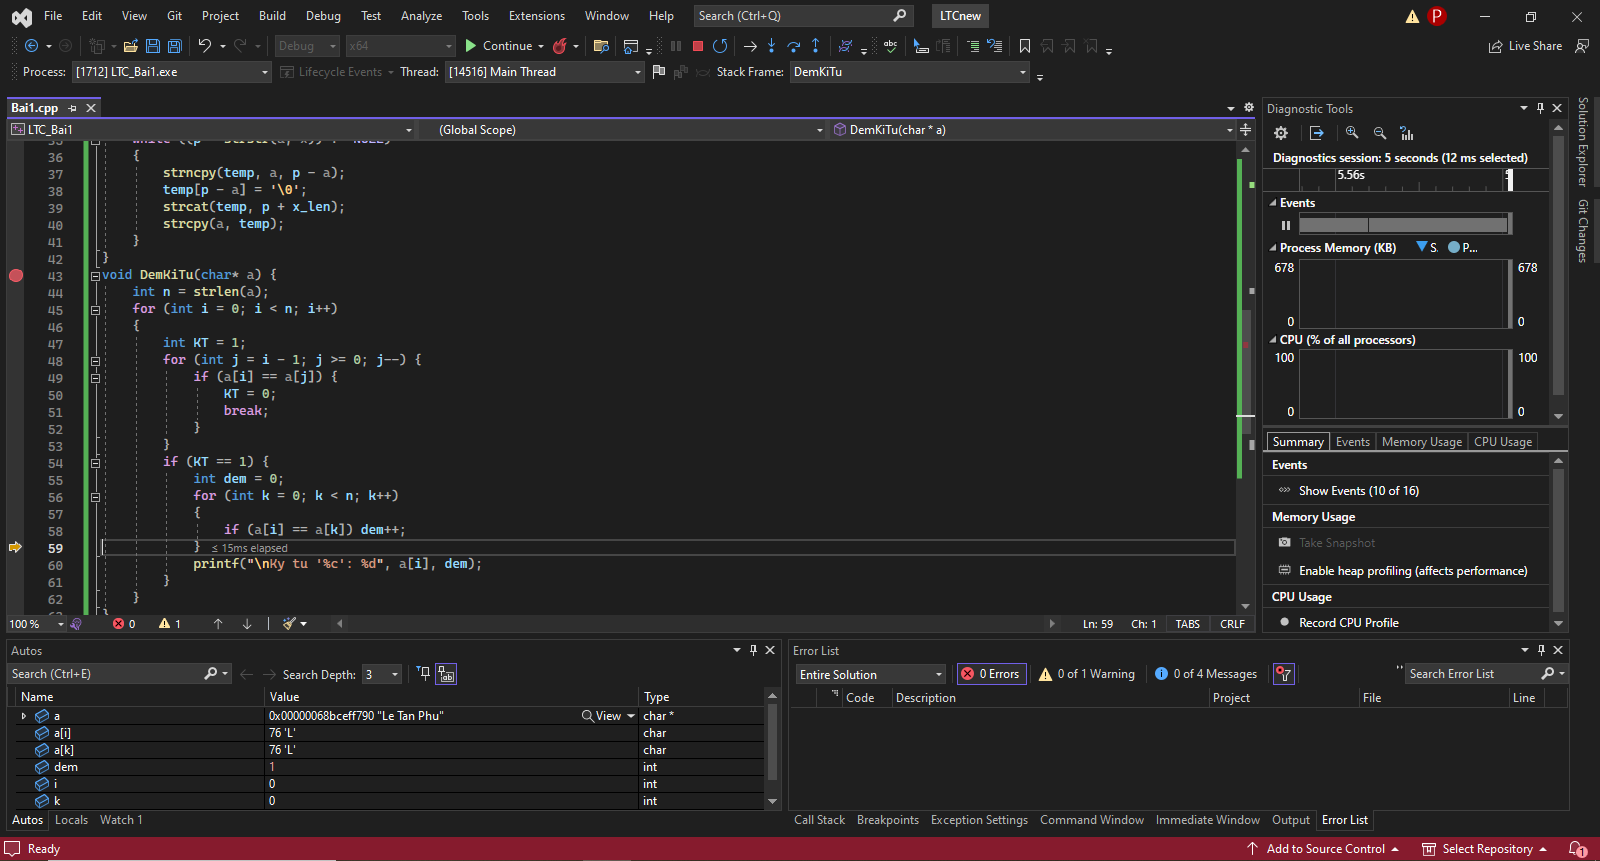 File Edit View Git Project Build Debug Test Analyze Tools Extensions Window Help Search (Ctrl+Q) LTCnew P
Debug x64 Continue Live Share
Process: [1712] LTC_Bai1.exe Lifecycle Events Thread: [14516] Main Thread Stack Frame: DemKiTu
Bai1.cpp
LTC_Bai1 (Global Scope) DemKiTu(char * a)
36 {
37 strncpy(temp, a, p - a);
38 temp[p - a] = '\0';
39 strcat(temp, p + x_len);
40 strcpy(a, temp);
41 }
42 }
43 void DemKiTu(char* a) {
44 int n = strlen(a);
45 for (int i = 0; i < n; i++)
46 {
47 int KT = 1;
48 for (int j = i - 1; j >= 0; j--) {
49 if (a[i] == a[j]) {
50 KT = 0;
51 break;
52 }
53 }
54 if (KT == 1) {
55 int dem = 0;
56 for (int k = 0; k < n; k++)
57 {
58 if (a[i] == a[k]) dem++;
59 } ≤ 15ms elapsed
60 printf("\nKy tu '%c': %d", a[i], dem);
61 }
62 }
100 % 0 1 Ln: 59 Ch: 1 TABS CRLF
Diagnostic Tools
Diagnostics session: 5 seconds (12 ms selected)
5.56s
Events
Process Memory (KB) S. P...
678 678
0 0
CPU (% of all processors)
100 100
0 0
Summary Events Memory Usage CPU Usage
Events
Show Events (10 of 16)
Memory Usage
Take Snapshot
Enable heap profiling (affects performance)
CPU Usage
Record CPU Profile
Solution Explorer
Git Changes
Autos
Search (Ctrl+E) Search Depth: 3
Name Value Type
a 0x00000068bceff790 "Le Tan Phu" View char *
a[i] 76 'L' char
a[k] 76 'L' char
dem 1 int
i 0 int
k 0 int
Autos Locals Watch 1
Error List
Entire Solution 0 Errors 0 of 1 Warning 0 of 4 Messages Search Error List
Code Description Project File Line
Call Stack Breakpoints Exception Settings Command Window Immediate Window Output Error List
Ready Add to Source Control Select Repository 1